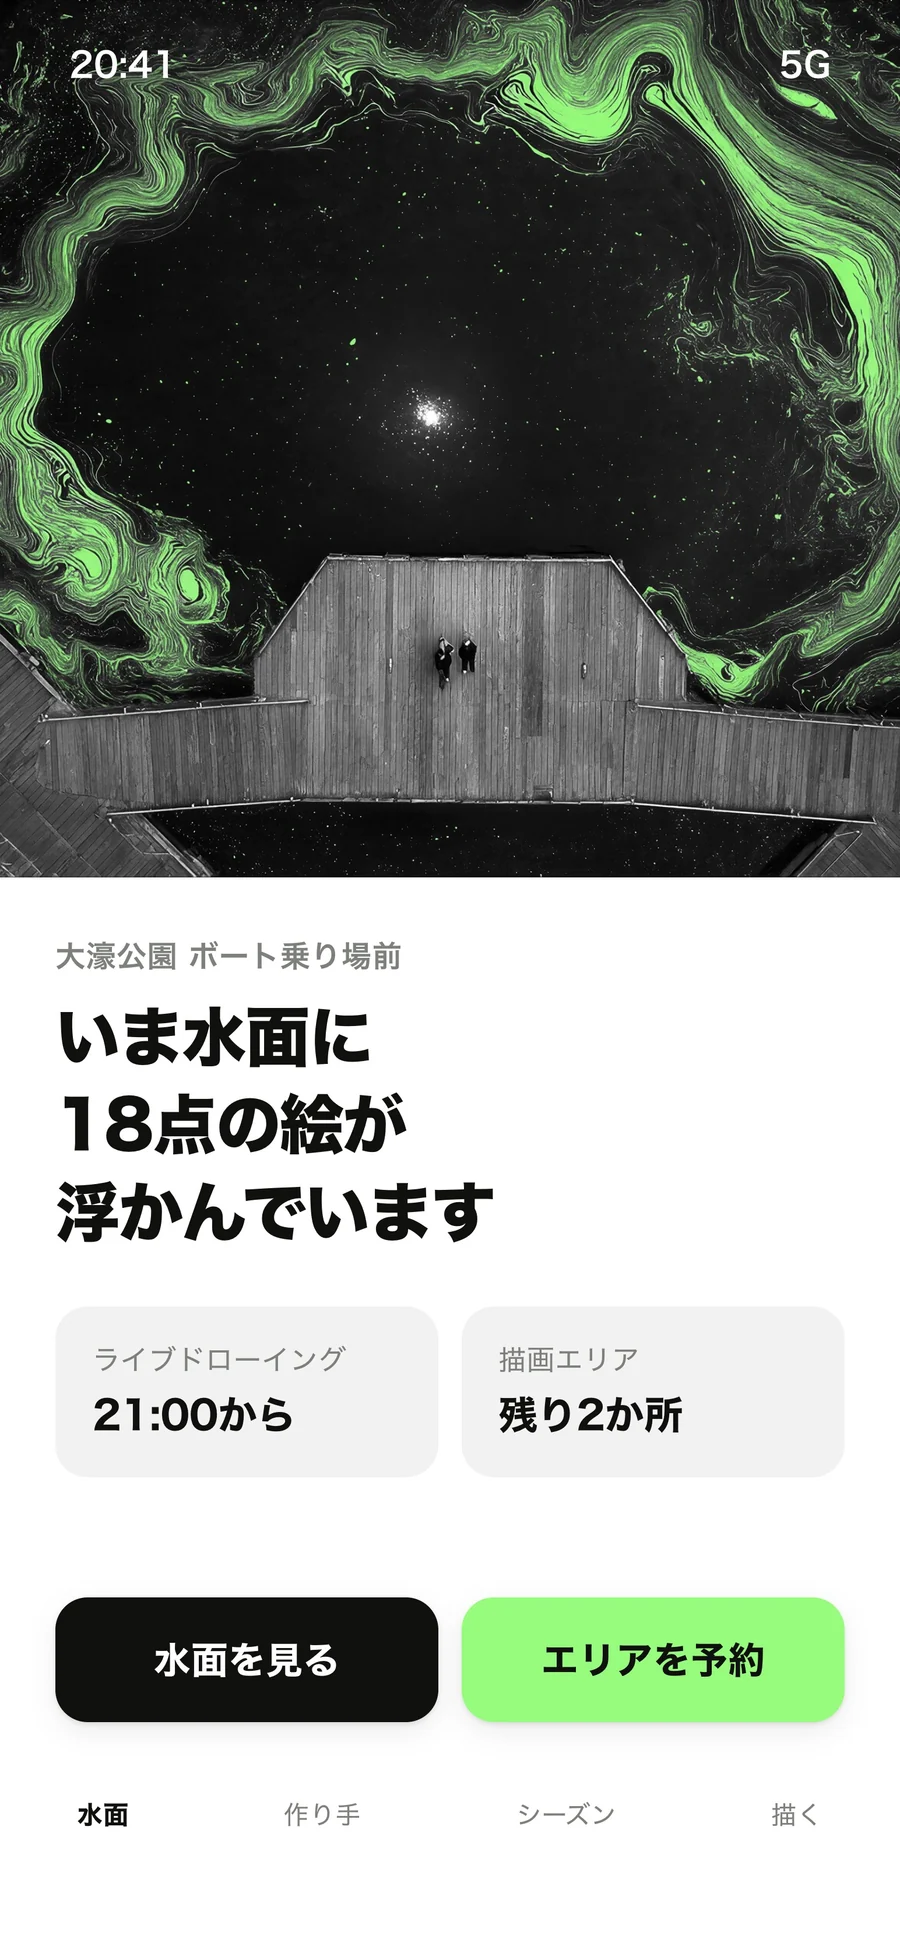 20:41
5G
大濠公園 ボート乗り場前
いま水面に
18点の絵が
浮かんでいます
ライブドローイング
21:00から
描画エリア
残り2か所
水面を見る
エリアを予約
水面
作り手
シーズン
描く